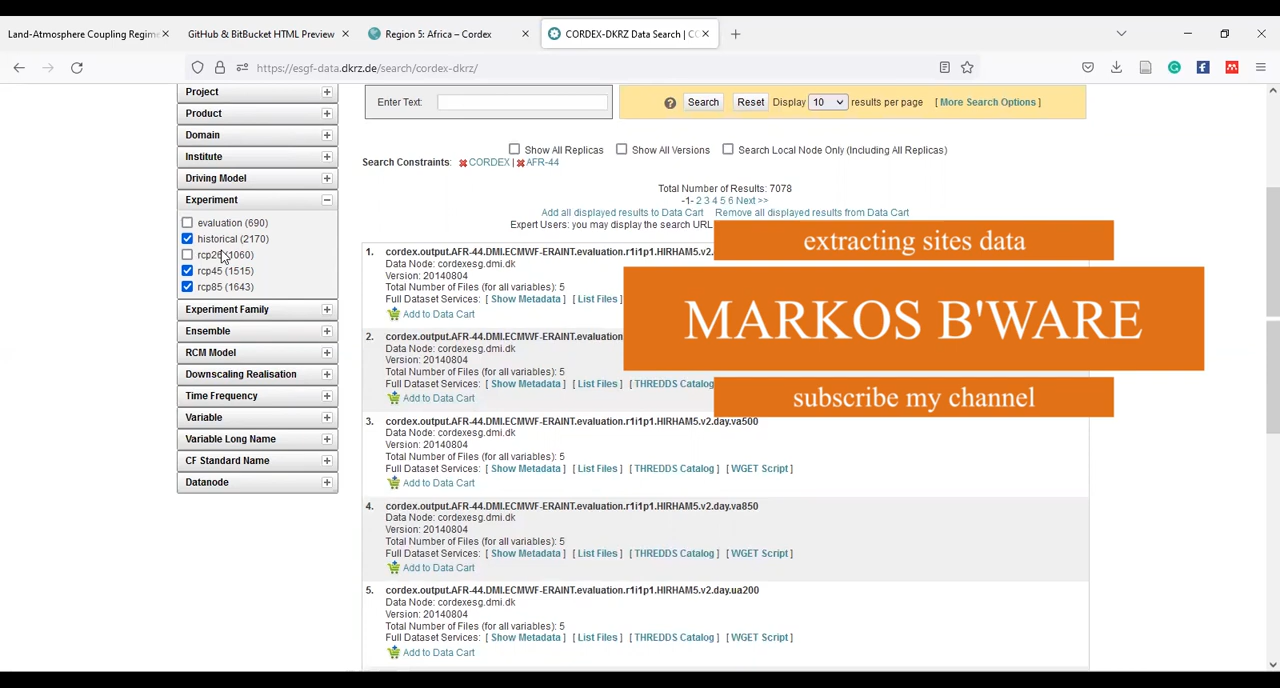 Land-Atmosphere Coupling Regime
GitHub & BitBucket HTML Preview
Region 5: Africa – Cordex
CORDEX-DKRZ Data Search | CO
https://esgf-data.dkrz.de/search/cordex-dkrz/
Project
Product
Domain
Institute
Driving Model
Experiment
evaluation (690)
historical (2170)
rcp26 (1060)
rcp45 (1515)
rcp85 (1643)
Experiment Family
Ensemble
RCM Model
Downscaling Realisation
Time Frequency
Variable
Variable Long Name
CF Standard Name
Datanode
Enter Text:
? Search Reset Display 10 results per page [ More Search Options ]
Show All Replicas Show All Versions Search Local Node Only (Including All Replicas)
Search Constraints: CORDEX | AFR-44
Total Number of Results: 7078
-1- 2 3 4 5 6 Next >>
Add all displayed results to Data Cart Remove all displayed results from Data Cart
Expert Users: you may display the search URL
1. cordex.output.AFR-44.DMI.ECMWF-ERAINT.evaluation.r1i1p1.HIRHAM5.v2.
Data Node: cordexesg.dmi.dk
Version: 20140804
Total Number of Files (for all variables): 5
Full Dataset Services: [ Show Metadata ] [ List Files ]
Add to Data Cart
2. cordex.output.AFR-44.DMI.ECMWF-ERAINT.evaluation
Data Node: cordexesg.dmi.dk
Version: 20140804
Total Number of Files (for all variables): 5
Full Dataset Services: [ Show Metadata ] [ List Files ] [ THREDDS Catalog
Add to Data Cart
3. cordex.output.AFR-44.DMI.ECMWF-ERAINT.evaluation.r1i1p1.HIRHAM5.v2.day.va500
Data Node: cordexesg.dmi.dk
Version: 20140804
Total Number of Files (for all variables): 5
Full Dataset Services: [ Show Metadata ] [ List Files ] [ THREDDS Catalog ] [ WGET Script ]
Add to Data Cart
4. cordex.output.AFR-44.DMI.ECMWF-ERAINT.evaluation.r1i1p1.HIRHAM5.v2.day.va850
Data Node: cordexesg.dmi.dk
Version: 20140804
Total Number of Files (for all variables): 5
Full Dataset Services: [ Show Metadata ] [ List Files ] [ THREDDS Catalog ] [ WGET Script ]
Add to Data Cart
5. cordex.output.AFR-44.DMI.ECMWF-ERAINT.evaluation.r1i1p1.HIRHAM5.v2.day.ua200
Data Node: cordexesg.dmi.dk
Version: 20140804
Total Number of Files (for all variables): 5
Full Dataset Services: [ Show Metadata ] [ List Files ] [ THREDDS Catalog ] [ WGET Script ]
Add to Data Cart
extracting sites data
MARKOS B'WARE
subscribe my channel